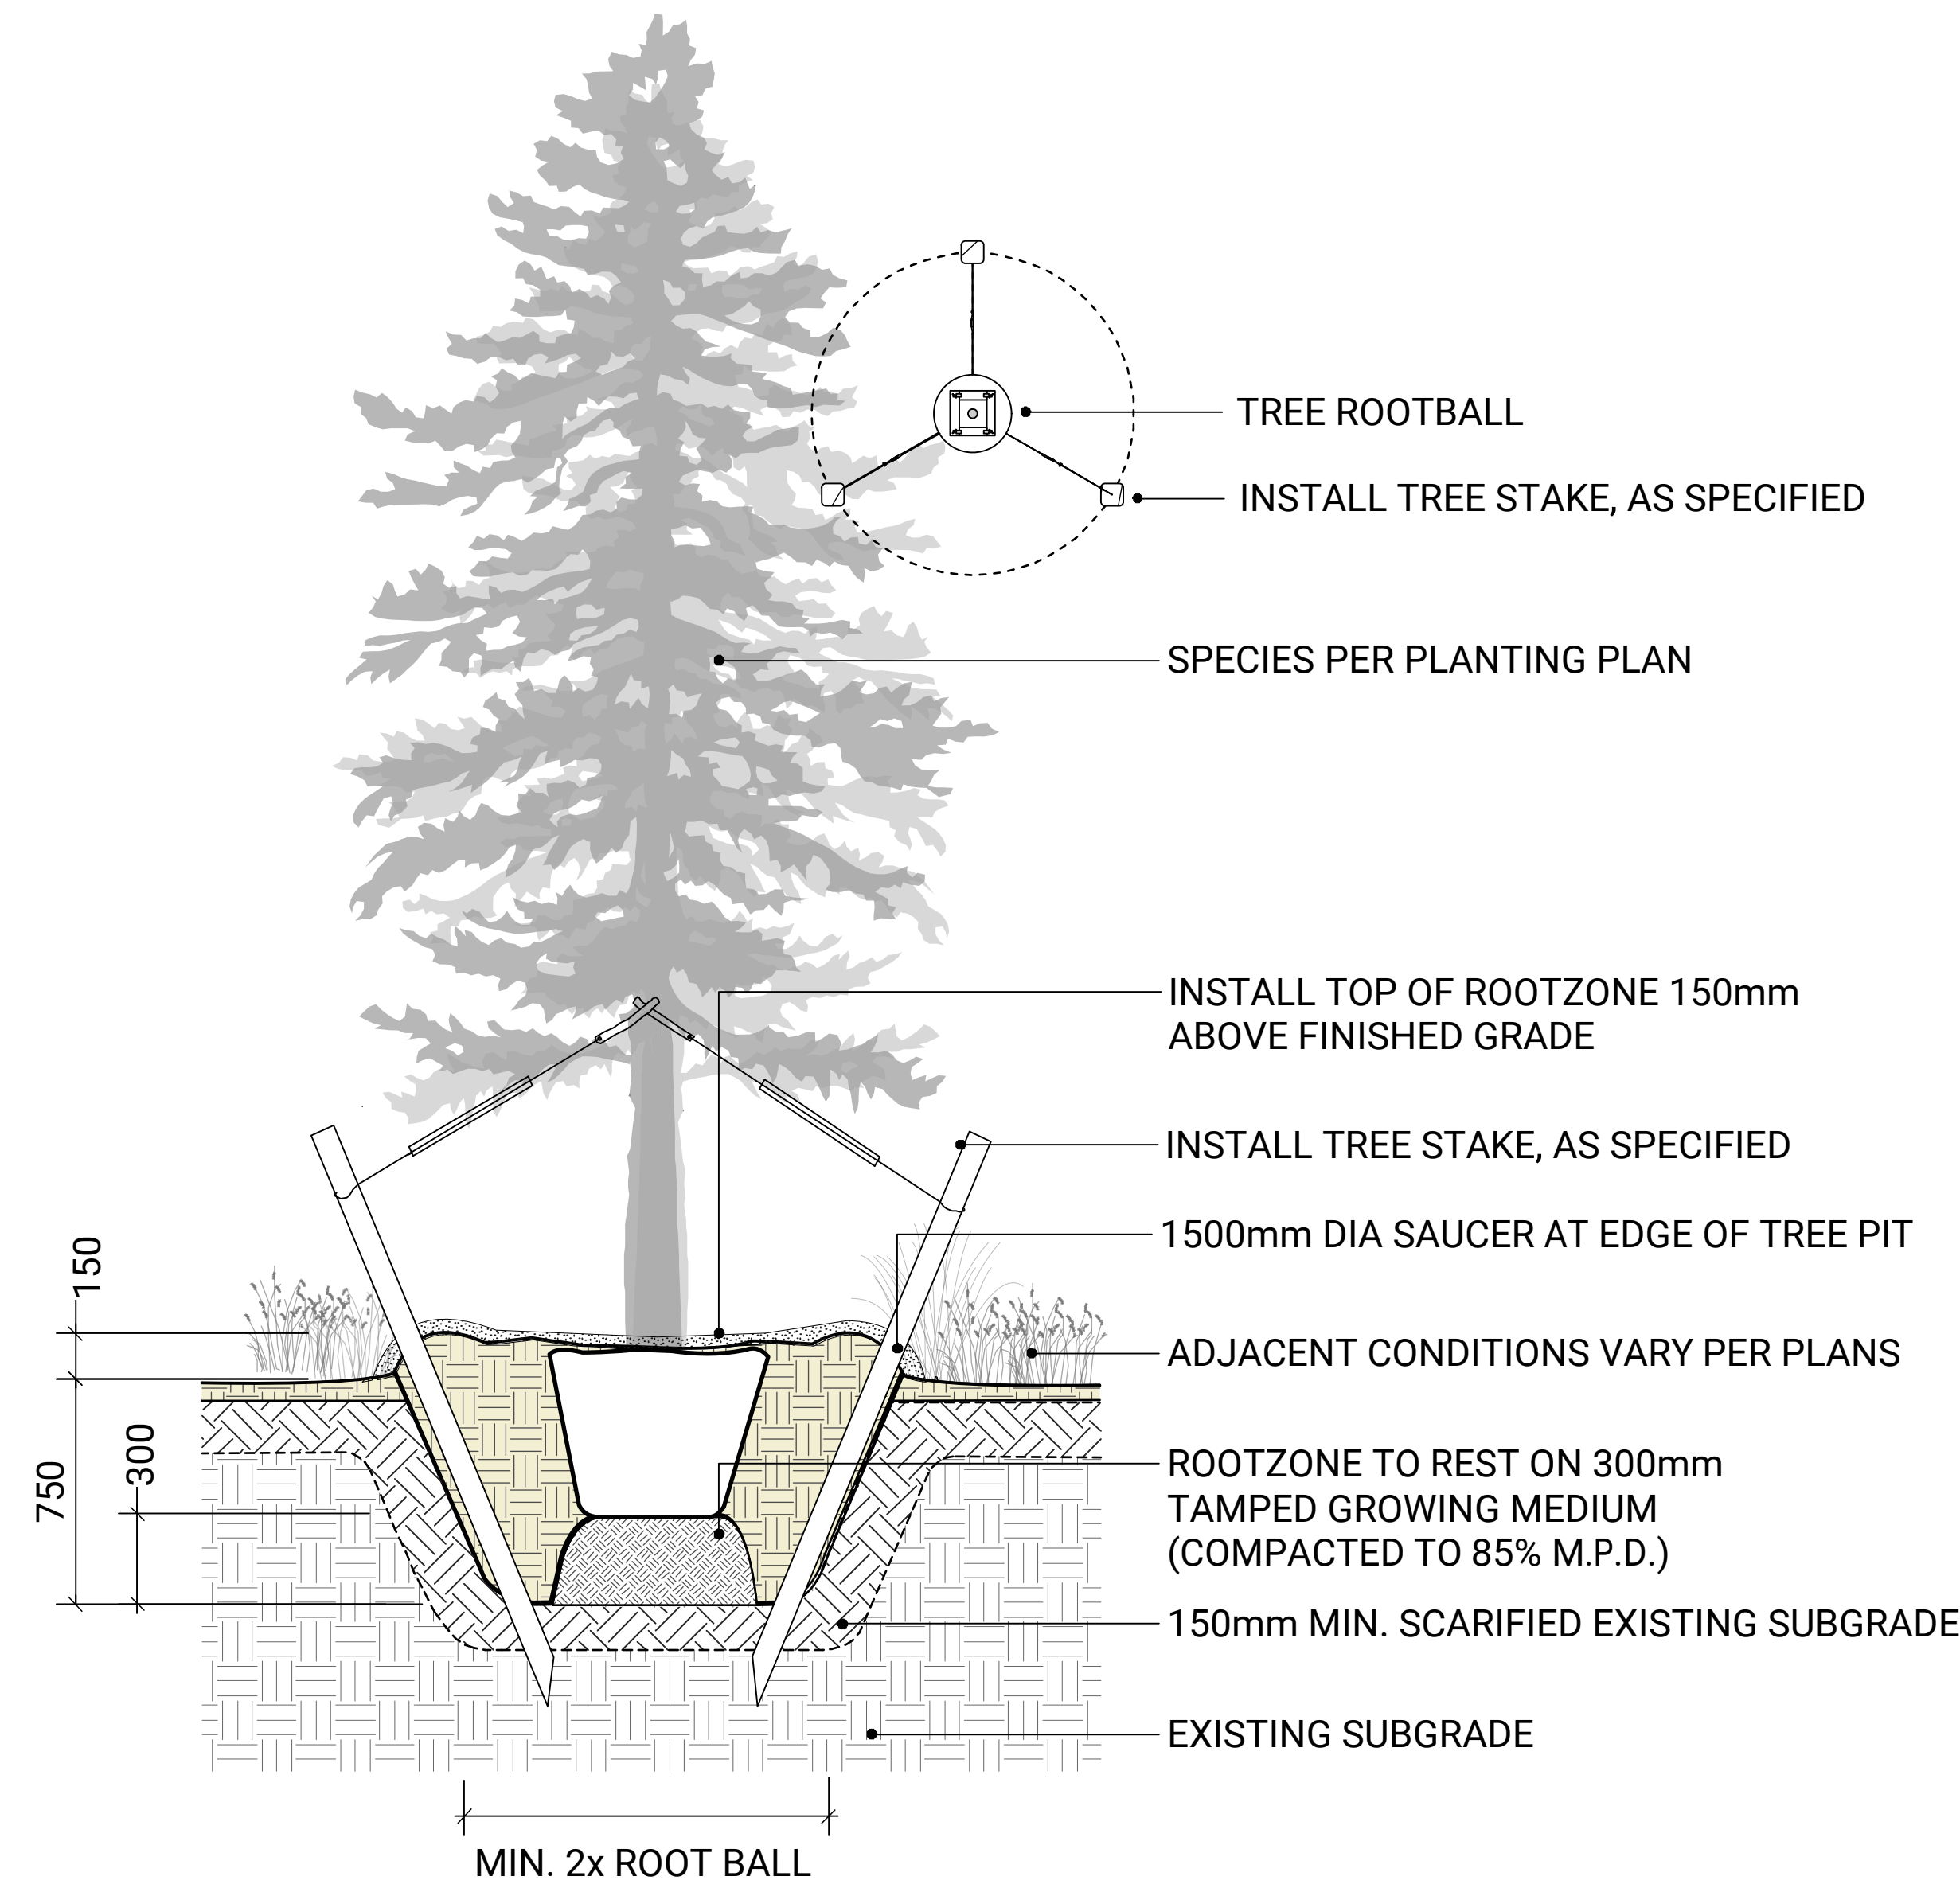 TREE ROOTBALL
INSTALL TREE STAKE, AS SPECIFIED
SPECIES PER PLANTING PLAN
INSTALL TOP OF ROOTZONE 150mm
ABOVE FINISHED GRADE
INSTALL TREE STAKE, AS SPECIFIED
1500mm DIA SAUCER AT EDGE OF TREE PIT
150
ADJACENT CONDITIONS VARY PER PLANS
300
750
ROOTZONE TO REST ON 300mm
TAMPED GROWING MEDIUM
(COMPACTED TO 85% M.P.D.)
150mm MIN. SCARIFIED EXISTING SUBGRADE
EXISTING SUBGRADE
MIN. 2x ROOT BALL